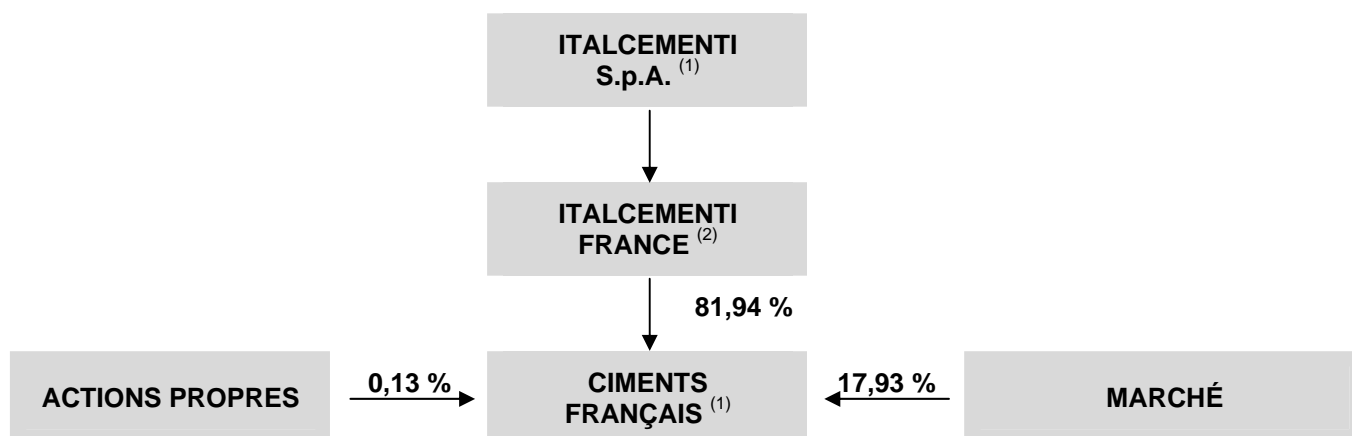 ITALCEMENTI
S.p.A. (1)
ITALCEMENTI
FRANCE (2)
81,94 %
ACTIONS PROPRES
0,13 %
CIMENTS
FRANÇAIS (1)
17,93 %
MARCHÉ